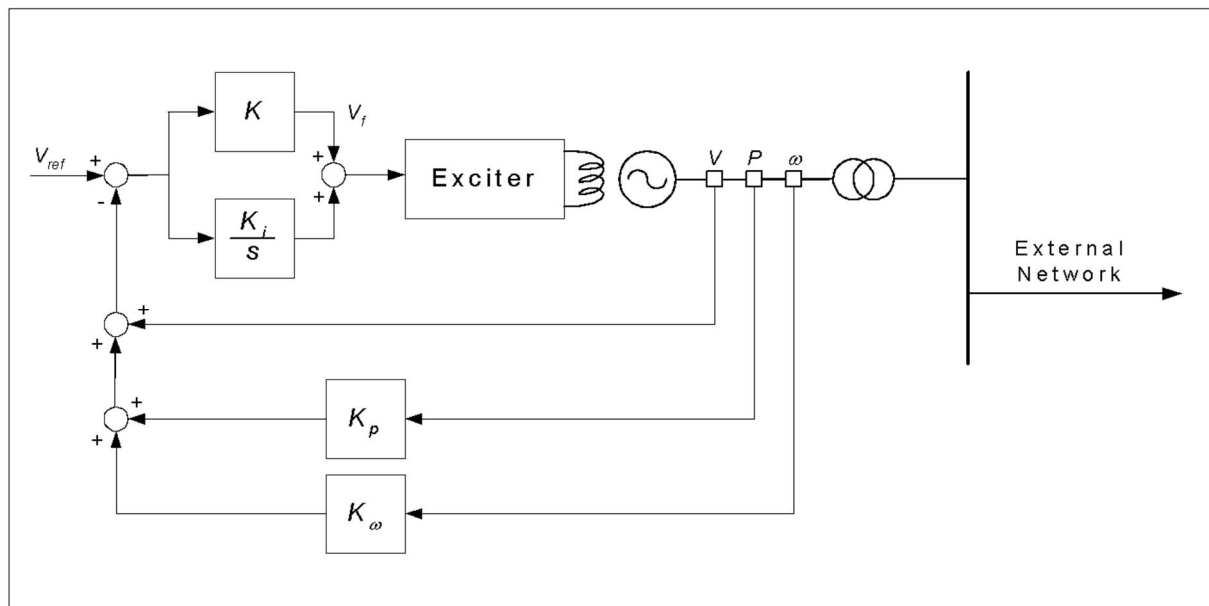 K
V_f
V_ref
+
-
+
+
Exciter
V P ω
K_i
s
External
Network
+
+
K_p
+
+
K_ω